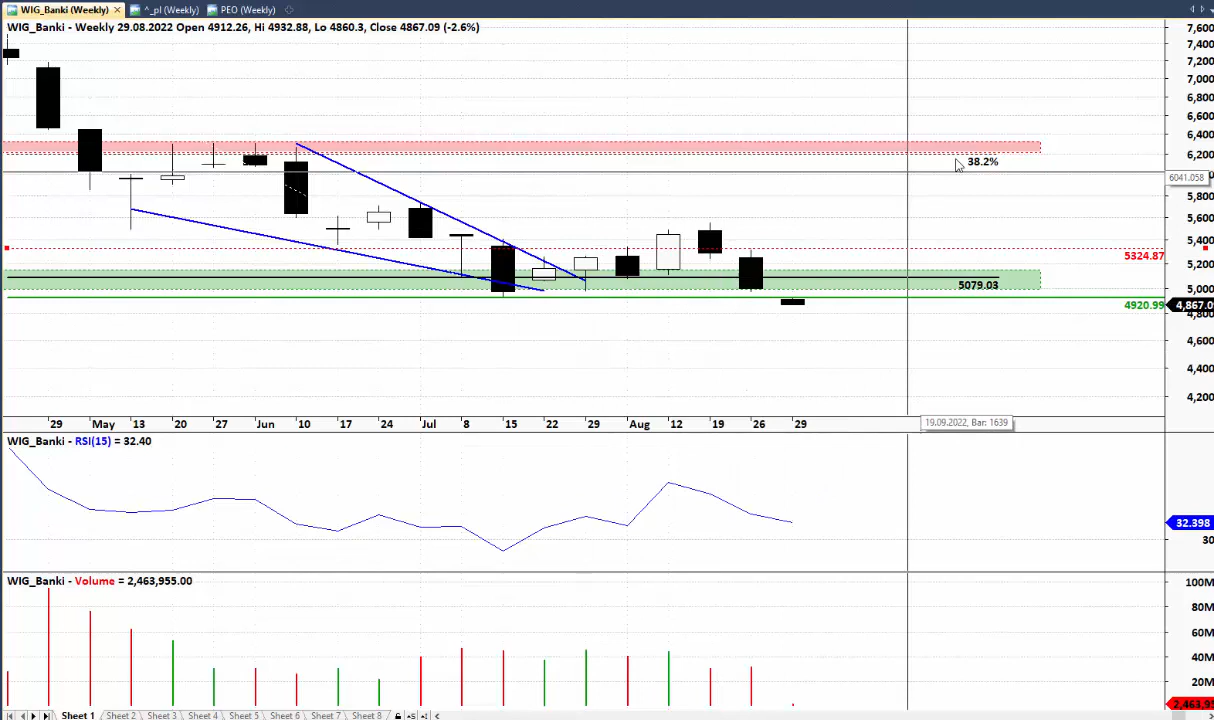 WIG_Banki (Weekly) ^_pl (Weekly) PEO (Weekly)
WIG_Banki - Weekly 29.08.2022 Open 4912.26, Hi 4932.88, Lo 4860.3, Close 4867.09 (-2.6%)
7,600
7,400
7,200
7,000
6,800
6,600
6,400
6,200
38.2%
6041.058
5,800
5,600
5,400
5324.87
5,200
5079.03
5,000
4920.99
4,867.0
4,800
4,600
4,400
4,200
29 May 13 20 27 Jun 10 17 24 Jul 8 15 22 29 Aug 12 19 26 29
19.09.2022, Bar: 1639
WIG_Banki - RSI(15) = 32.40
32.398
30
WIG_Banki - Volume = 2,463,955.00
100M
80M
60M
40M
20M
2,463,95
Sheet 1 Sheet 2 Sheet 3 Sheet 4 Sheet 5 Sheet 6 Sheet 7 Sheet 8